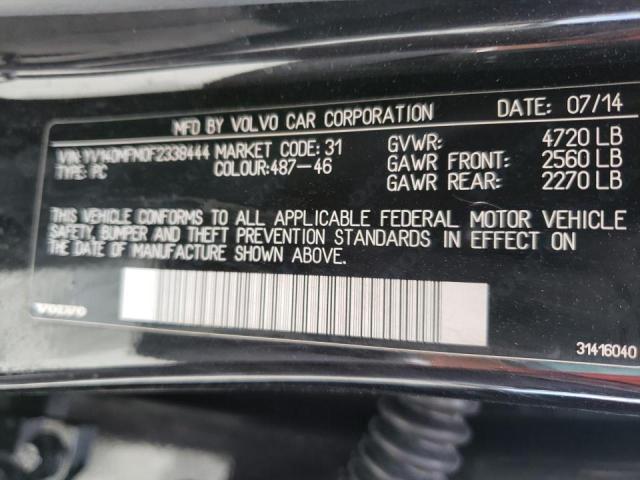 MFD BY VOLVO CAR CORPORATION DATE: 07/14
VIN: YV140MFM0F2338444 MARKET CODE: 31 GVWR: 4720 LB
TYPE: PC COLOUR:487-46 GAWR FRONT: 2560 LB
GAWR REAR: 2270 LB
THIS VEHICLE CONFORMS TO ALL APPLICABLE FEDERAL MOTOR VEHICLE
SAFETY, BUMPER AND THEFT PREVENTION STANDARDS IN EFFECT ON
THE DATE OF MANUFACTURE SHOWN ABOVE.
VOLVO
31416040